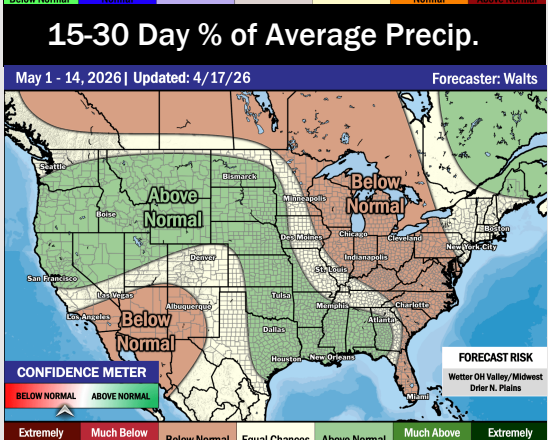 Below Normal
Normal
Normal
Above Normal
15-30 Day % of Average Precip.
May 1 - 14, 2026| Updated: 4/17/26
Forecaster: Walts
Seattle
Bismarck
Minneapolis
Above
Normal
Below
Normal
Boise
Boston
Des Moines
Chicago
Cleveland
New York City
Denver
Indianapolis
San Francisco
St. Louis
Las Vegas
Tulsa
Memphis
Charlotte
Los Angeles
Albuquerque
Below
Normal
Atlanta
Dallas
Houston
New Orleans
Miami
CONFIDENCE METER
BELOW NORMAL
ABOVE NORMAL
FORECAST RISK
Wetter OH Valley/Midwest
Drier N. Plains
Extremely
Much Below
Below Normal
Equal Chances
Above Normal
Much Above
Extremely